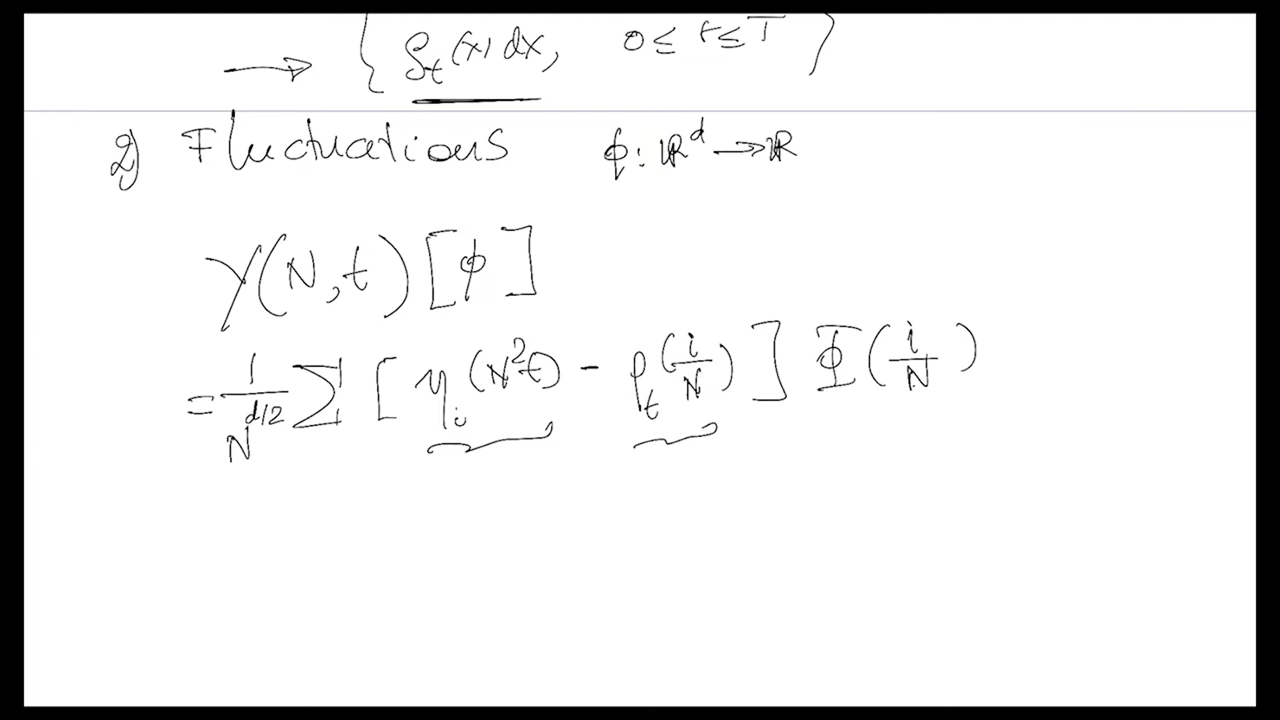 → { ρ_t(x) dx, 0 ≤ t ≤ T }
2) Fluctuations ϕ: ℝ^d → ℝ
Y(N,t)[ϕ]
= 1/N^{d/2} Σ [ η_i(N²t) - ρ_t(i/N) ] Φ(i/N)